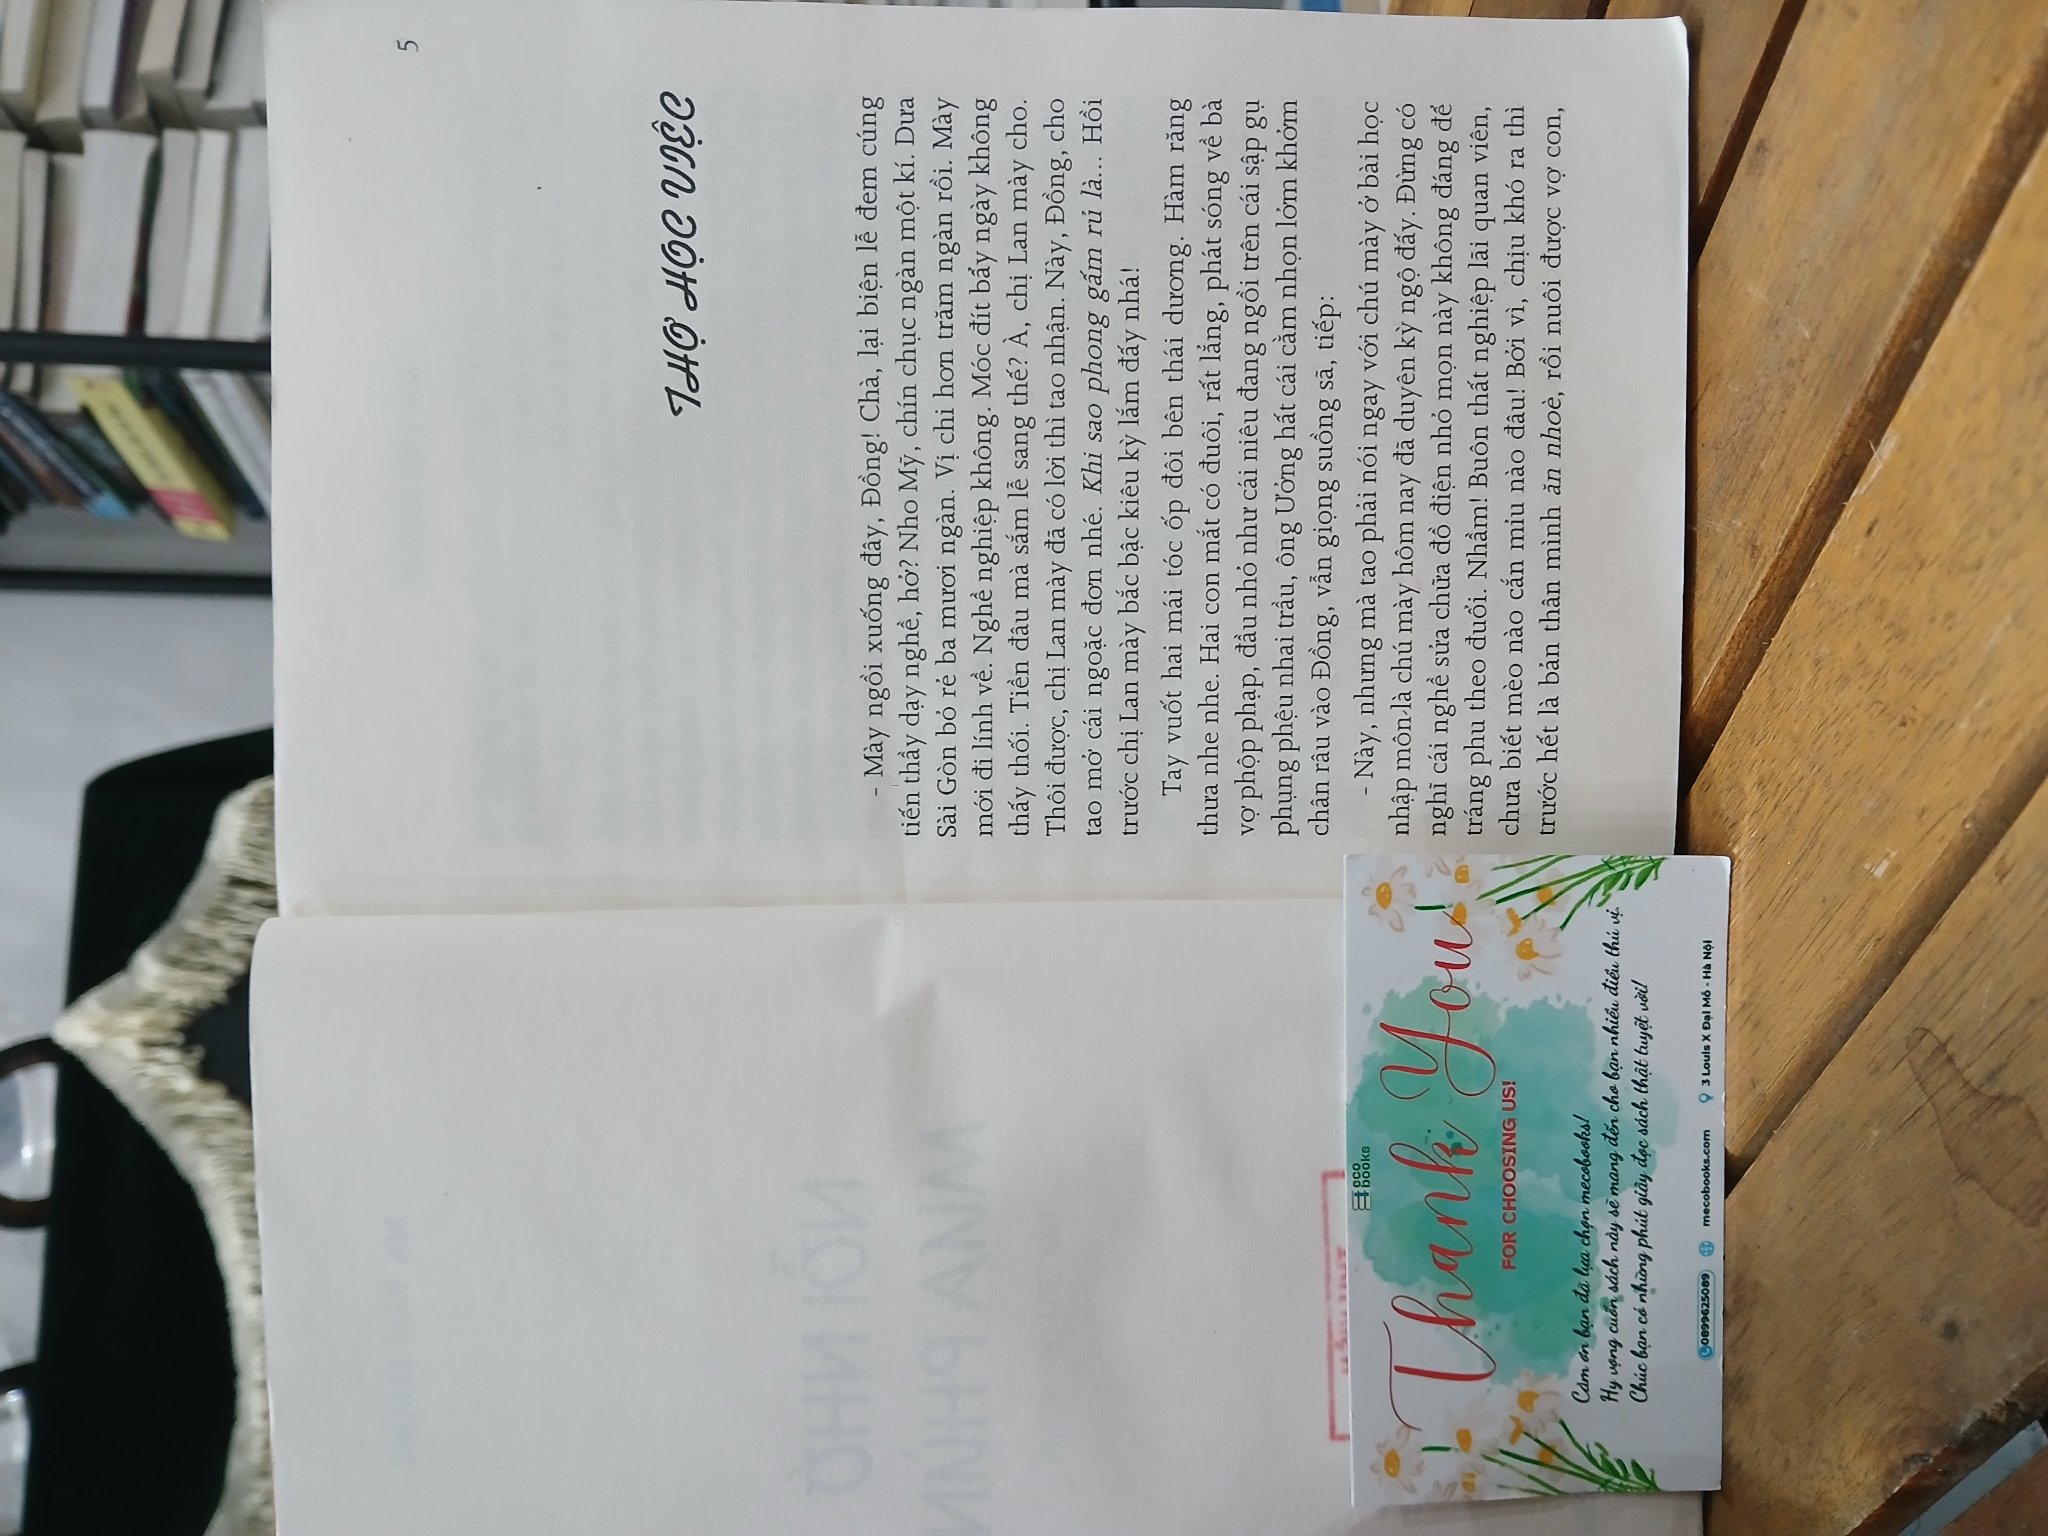 5
THỢ HỌC VIỆC
- Mày ngồi xuống đây, Đồng! Chà, lại biện lễ đem cúng
tiến thầy dạy nghề, hở? Nho Mỹ, chín chục ngàn một kí. Dưa
Sài Gòn bỏ rẻ ba mươi ngàn. Vị chi hơn trăm ngàn rồi. Mày
mới đi lính về. Nghề nghiệp không. Móc đít bẩy ngày không
thấy thối. Tiền đâu mà sắm lễ sang thế? À, chị Lan mày cho.
Thôi được, chị Lan mày đã có lời thì tao nhận. Này, Đồng, cho
tao mở cái ngoặc đơn nhé. Khi sao phong gấm rủ là... Hồi
trước chị Lan mày bắc bậc kiêu kỳ lắm đấy nhá!
Tay vuốt hai mái tóc ốp đôi bên thái dương. Hàm răng
thưa nhe nhe. Hai con mắt có đuôi, rất lẳng, phát sóng về bà
vợ phộp phạp, đầu nhỏ như cái niêu đang ngồi trên cái sập gụ
phụng phệu nhai trầu, ông Ưởng hất cái cằm nhọn lởm khởm
chân râu vào Đồng, vẫn giọng suồng sã, tiếp:
- Này, nhưng mà tao phải nói ngay với chú mày ở bài học
nhập môn là chú mày hôm nay đã duyên kỳ ngộ đấy. Đừng có
nghĩ cái nghề sửa chữa đồ điện nhỏ mọn này không đáng để
tráng phu theo đuổi. Nhầm! Buôn thất nghiệp lãi quan viên,
chưa biết mèo nào cắn mỉu nào đâu! Bởi vì, chịu khó ra thì
trước hết là bản thân mình ăn nhoè, rồi nuôi được vợ con,
eco
books
Thank You
FOR CHOOSING US!
Cảm ơn bạn đã lựa chọn mecobooks!
Hy vọng cuốn sách này sẽ mang đến cho bạn nhiều điều thú vị.
Chúc bạn có những phút giây đọc sách thật tuyệt vời!
0899625089 mecobooks.com 3 Louis X Đại Mỗ - Hà Nội